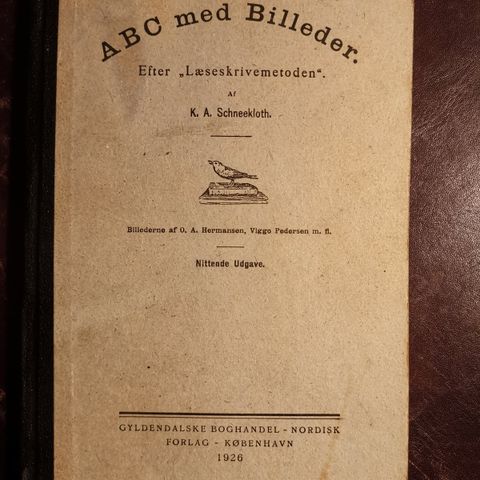 ABC med Billeder.
Efter „Læseskrivemetoden“.
Af
K. A. Schneekloth.
Billederne af O. A. Hermansen, Viggo Pedersen m. fl.
Nittende Udgave.
GYLDENDALSKE BOGHANDEL - NORDISK
FORLAG - KØBENHAVN
1926